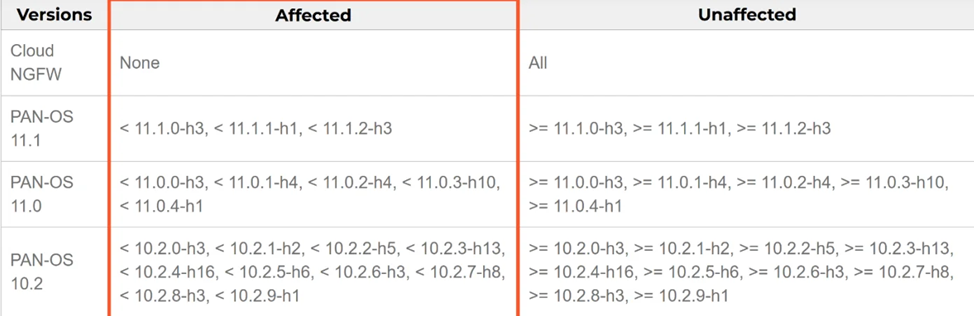 Versions Affected Unaffected
Cloud
NGFW
None All
PAN-OS
11.1
< 11.1.0-h3, < 11.1.1-h1, < 11.1.2-h3 >= 11.1.0-h3, >= 11.1.1-h1, >= 11.1.2-h3
PAN-OS
11.0
< 11.0.0-h3, < 11.0.1-h4, < 11.0.2-h4, < 11.0.3-h10,
< 11.0.4-h1
>= 11.0.0-h3, >= 11.0.1-h4, >= 11.0.2-h4, >= 11.0.3-h10,
>= 11.0.4-h1
PAN-OS
10.2
< 10.2.0-h3, < 10.2.1-h2, < 10.2.2-h5, < 10.2.3-h13,
< 10.2.4-h16, < 10.2.5-h6, < 10.2.6-h3, < 10.2.7-h8,
< 10.2.8-h3, < 10.2.9-h1
>= 10.2.0-h3, >= 10.2.1-h2, >= 10.2.2-h5, >= 10.2.3-h13,
>= 10.2.4-h16, >= 10.2.5-h6, >= 10.2.6-h3, >= 10.2.7-h8,
>= 10.2.8-h3, >= 10.2.9-h1